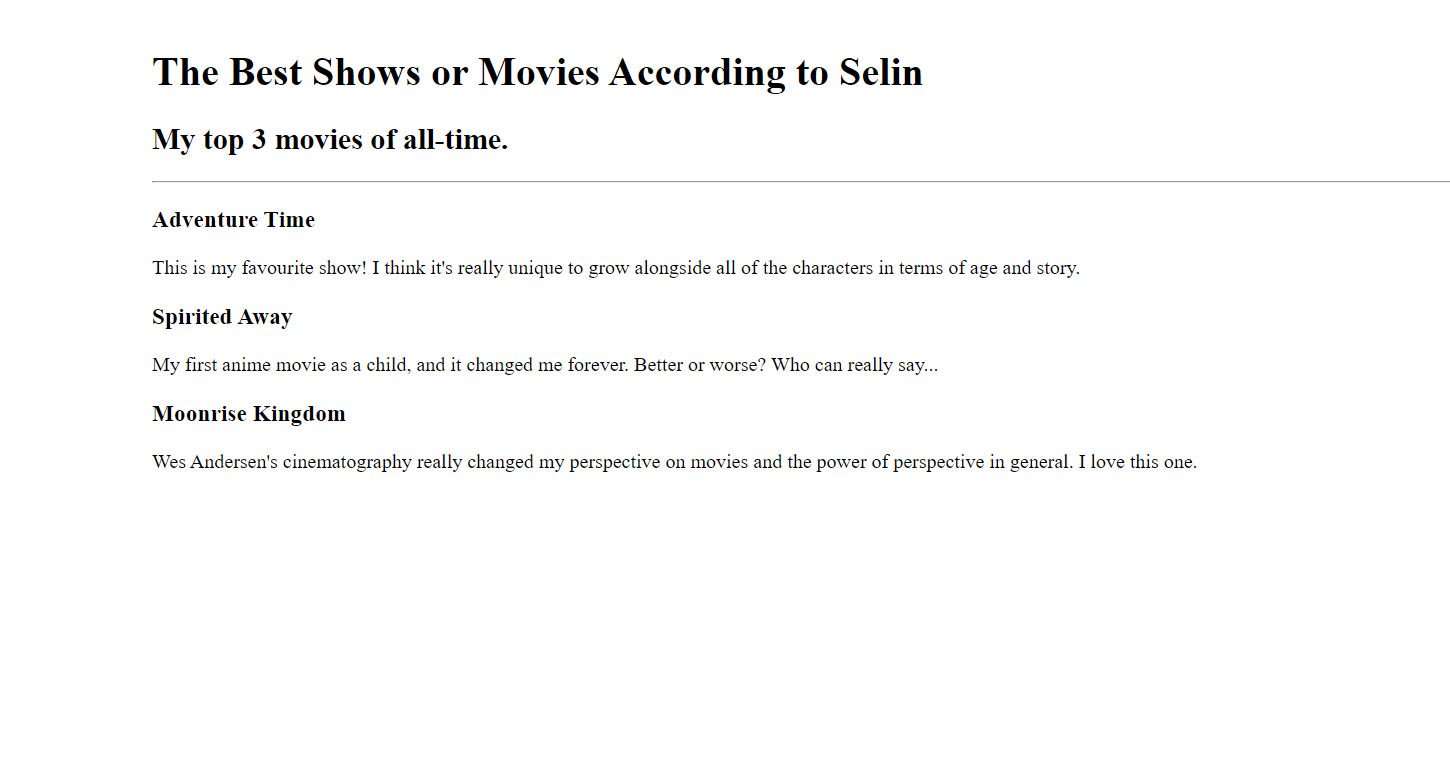 The Best Shows or Movies According to Selin
My top 3 movies of all-time.
Adventure Time
This is my favourite show! I think it's really unique to grow alongside all of the characters in terms of age and story.
Spirited Away
My first anime movie as a child, and it changed me forever. Better or worse? Who can really say...
Moonrise Kingdom
Wes Andersen's cinematography really changed my perspective on movies and the power of perspective in general. I love this one.